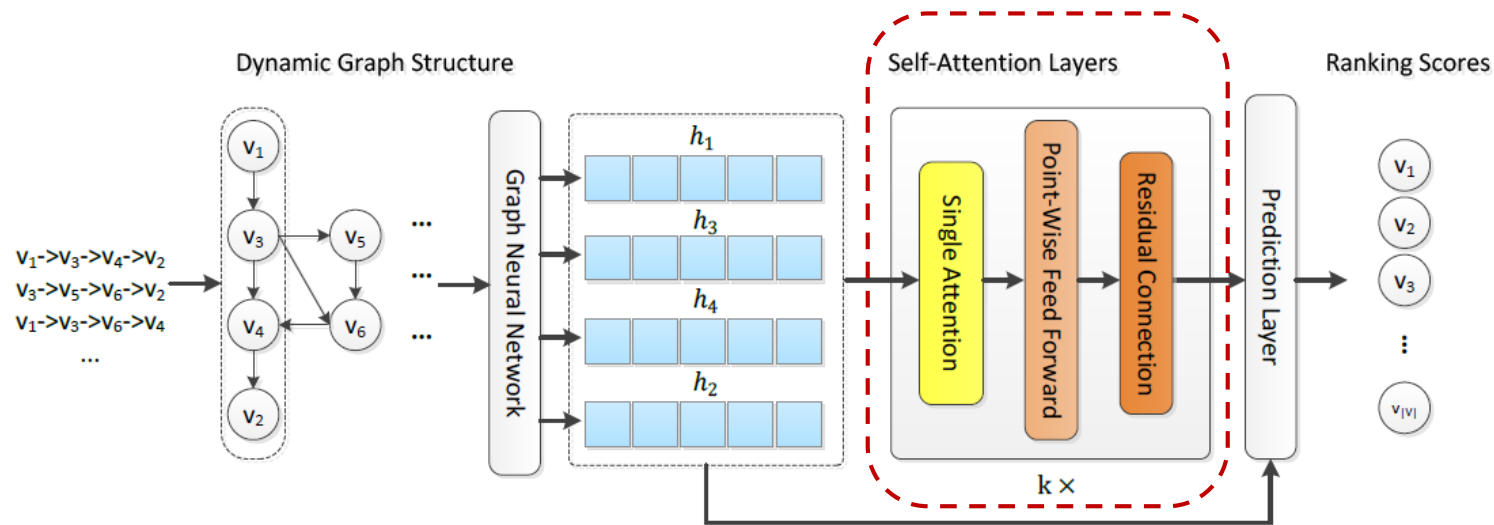 Dynamic Graph Structure
Self-Attention Layers
Ranking Scores
v₁->v₃->v₄->v₂
v₃->v₅->v₆->v₂
v₁->v₃->v₆->v₄
...
v₁
v₃
v₄
v₂
v₅
v₆
...
...
...
Graph Neural Network
h₁
h₃
h₄
h₂
Single Attention
Point-Wise Feed Forward
Residual Connection
k ×
Prediction Layer
v₁
v₂
v₃
...
v|V|